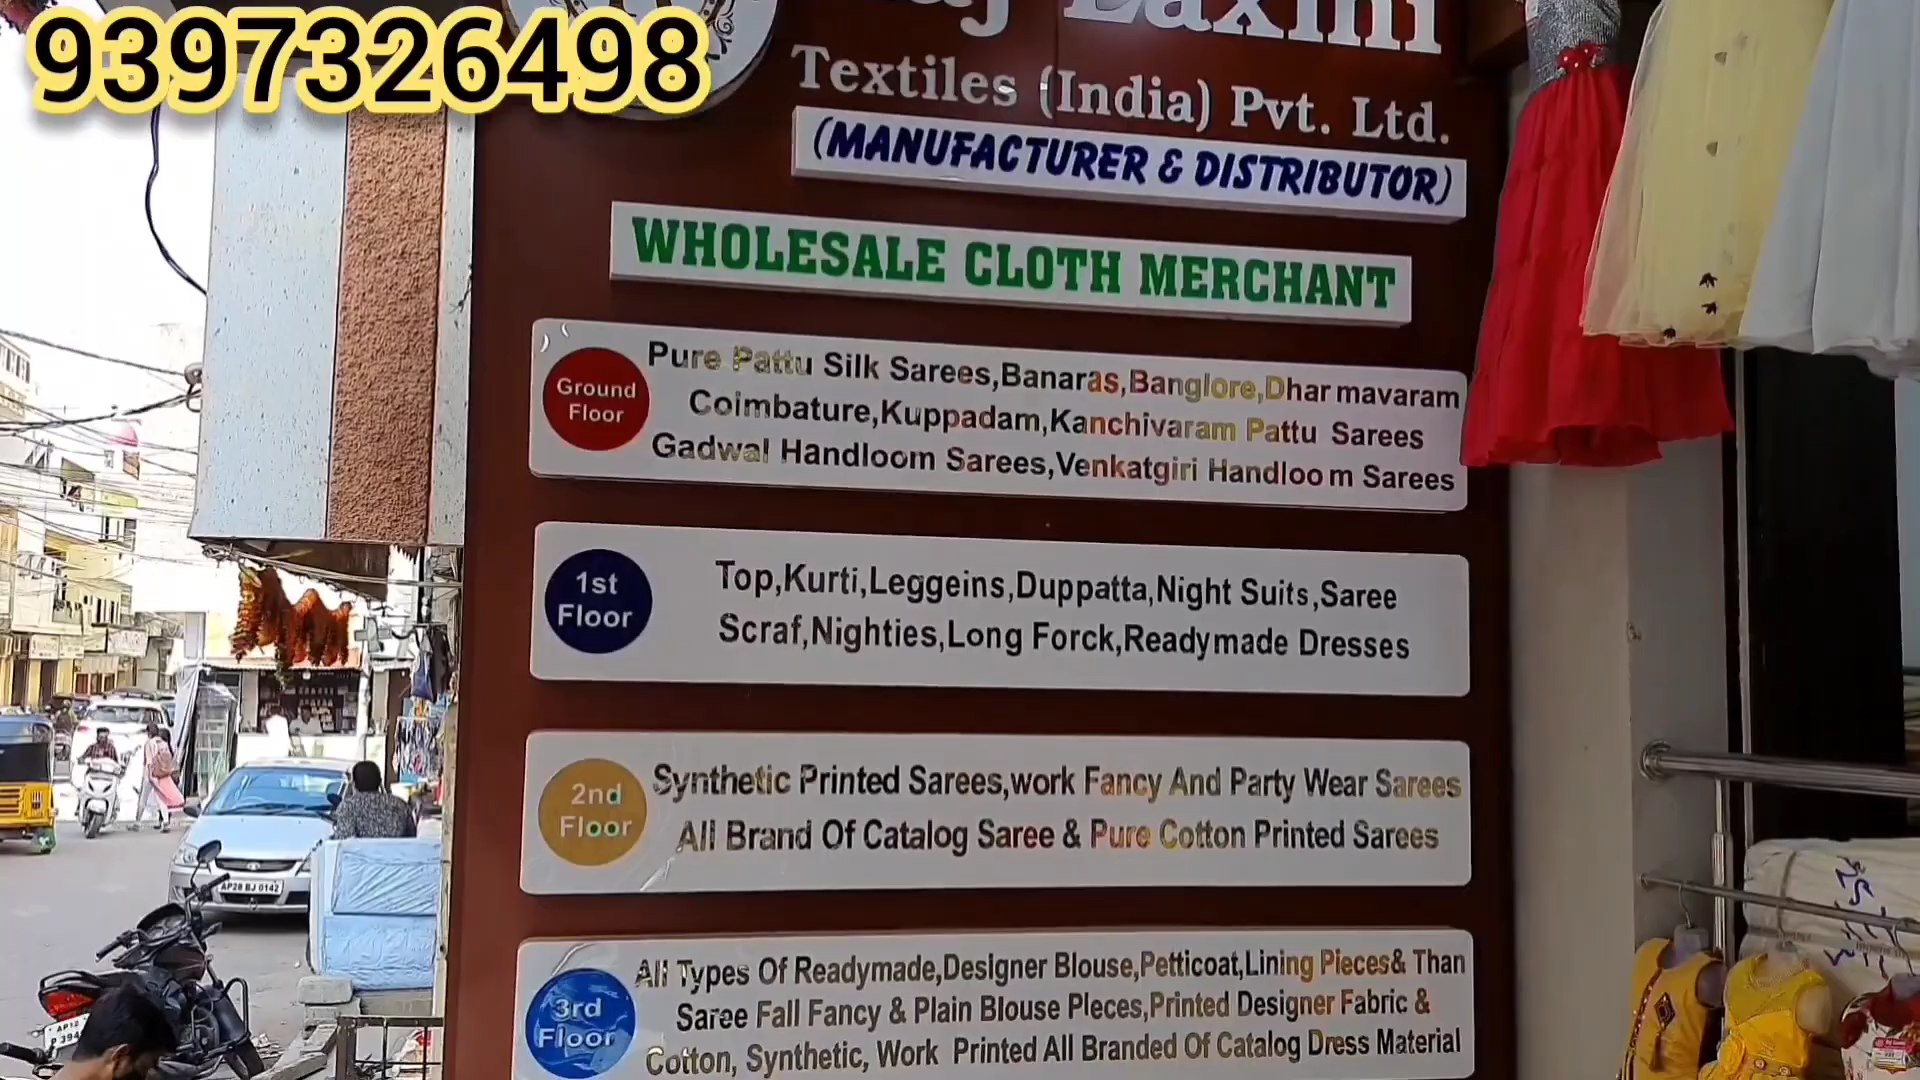 9397326498
Laxmi
Textiles (India) Pvt. Ltd.
(MANUFACTURER & DISTRIBUTOR)
WHOLESALE CLOTH MERCHANT
Ground
Floor
Pure Pattu Silk Sarees,Banaras,Banglore,Dharmavaram
Coimbature,Kuppadam,Kanchivaram Pattu Sarees
Gadwal Handloom Sarees,Venkatgiri Handloom Sarees
1st
Floor
Top,Kurti,Leggeins,Duppatta,Night Suits,Saree
Scraf,Nighties,Long Forck,Readymade Dresses
2nd
Floor
Synthetic Printed Sarees,work Fancy And Party Wear Sarees
All Brand Of Catalog Saree & Pure Cotton Printed Sarees
3rd
Floor
All Types Of Readymade,Designer Blouse,Petticoat,Lining Pieces& Than
Saree Fall Fancy & Plain Blouse Pleces,Printed Designer Fabric &
Cotton, Synthetic, Work Printed All Branded Of Catalog Dress Material
AP28 BJ 0142
AP12